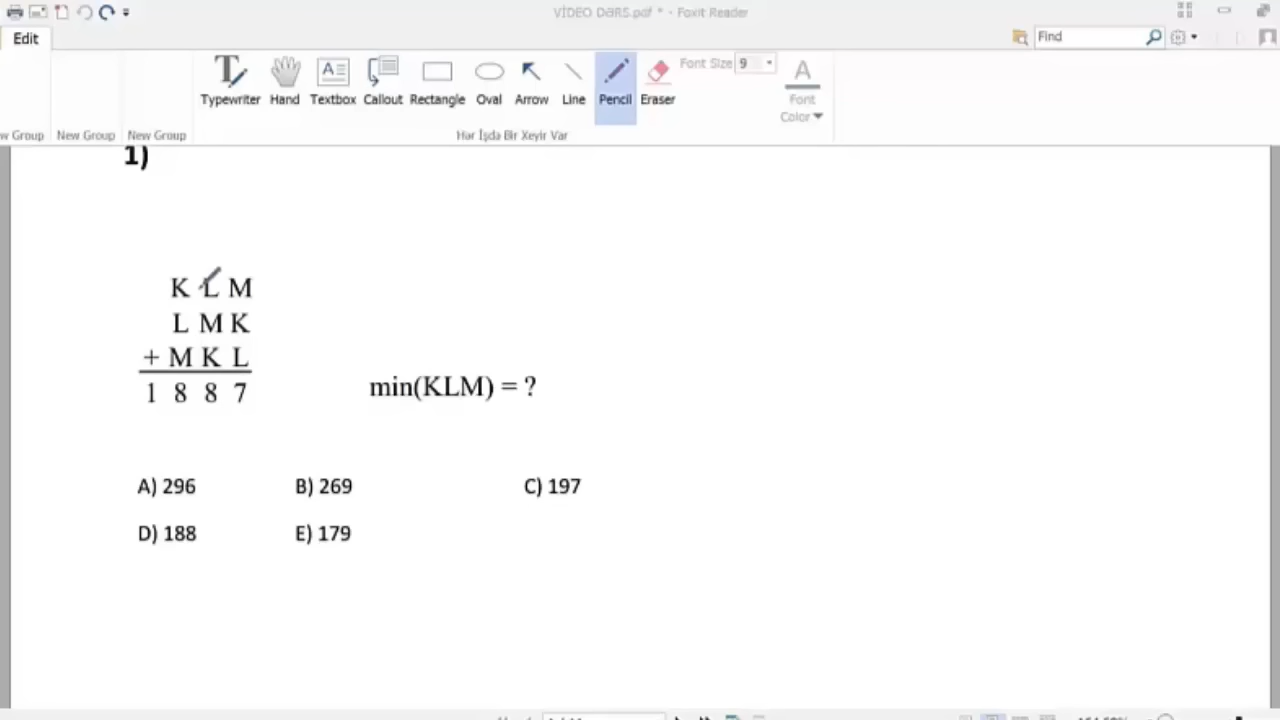 VİDEO DƏRS.pdf * - Foxit Reader
Edit
Find
Typewriter Hand Textbox Callout Rectangle Oval Arrow Line Pencil Eraser Font Size 9 Font Color
w Group New Group New Group Hər İşdə Bir Xeyir Var
1)
K L M
L M K
+ M K L
1 8 8 7
min(KLM) = ?
A) 296 B) 269 C) 197
D) 188 E) 179